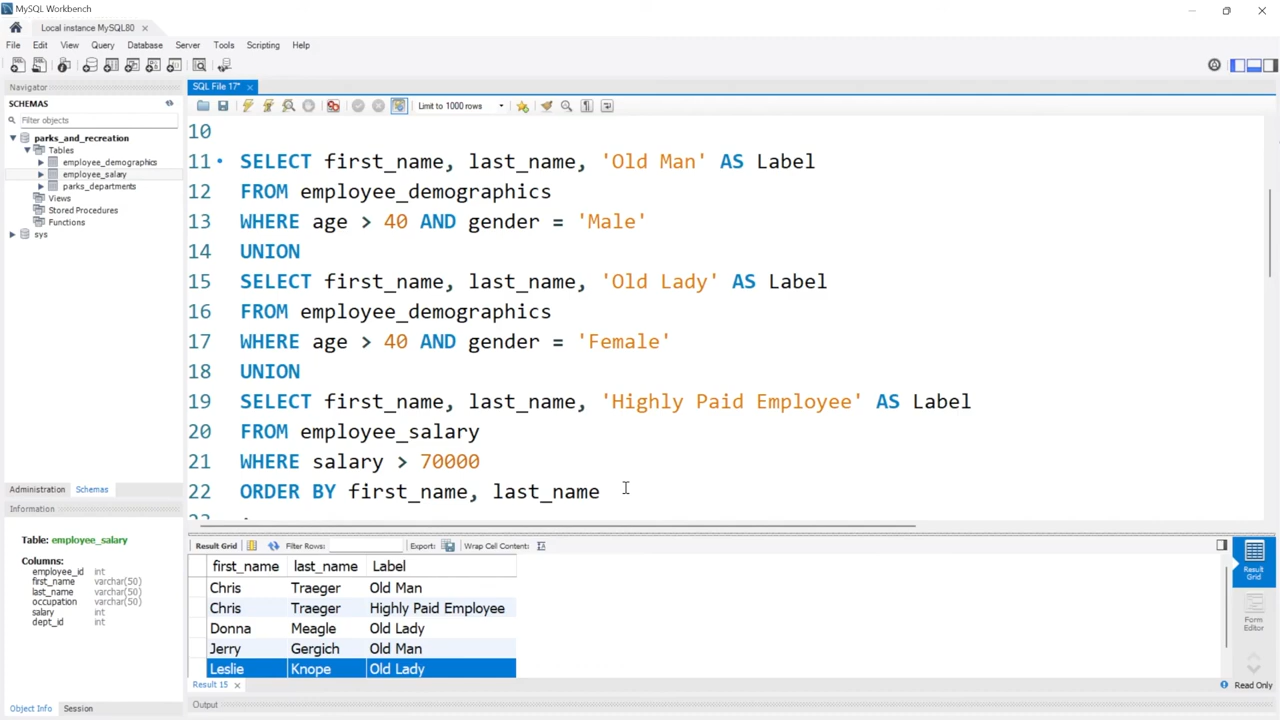 MySQL Workbench
Local instance MySQL80
File Edit View Query Database Server Tools Scripting Help
Navigator
SCHEMAS
Filter objects
parks_and_recreation
Tables
employee_demographics
employee_salary
parks_departments
Views
Stored Procedures
Functions
sys
Administration Schemas
Information
Table: employee_salary
Columns:
employee_id int
first_name varchar(50)
last_name varchar(50)
occupation varchar(50)
salary int
dept_id int
Object Info Session
SQL File 17*
Limit to 1000 rows
10
11 SELECT first_name, last_name, 'Old Man' AS Label
12 FROM employee_demographics
13 WHERE age > 40 AND gender = 'Male'
14 UNION
15 SELECT first_name, last_name, 'Old Lady' AS Label
16 FROM employee_demographics
17 WHERE age > 40 AND gender = 'Female'
18 UNION
19 SELECT first_name, last_name, 'Highly Paid Employee' AS Label
20 FROM employee_salary
21 WHERE salary > 70000
22 ORDER BY first_name, last_name
Result Grid Filter Rows: Export: Wrap Cell Content:
first_name last_name Label
Chris Traeger Old Man
Chris Traeger Highly Paid Employee
Donna Meagle Old Lady
Jerry Gergich Old Man
Leslie Knope Old Lady
Result 15
Read Only
Output
Result
Grid
Form
Editor